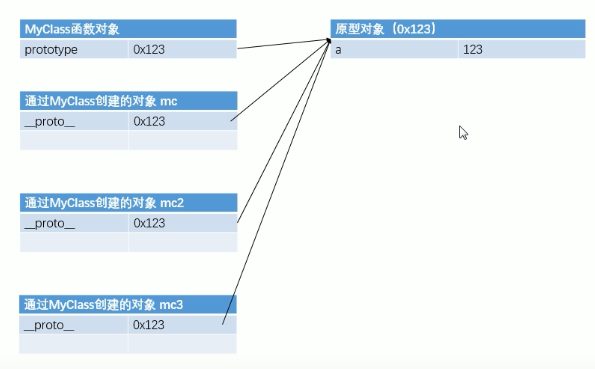 MyClass函数对象
prototype 0x123
原型对象（0x123）
a 123
通过MyClass创建的对象 mc
__proto__ 0x123
通过MyClass创建的对象 mc2
__proto__ 0x123
通过MyClass创建的对象 mc3
__proto__ 0x123